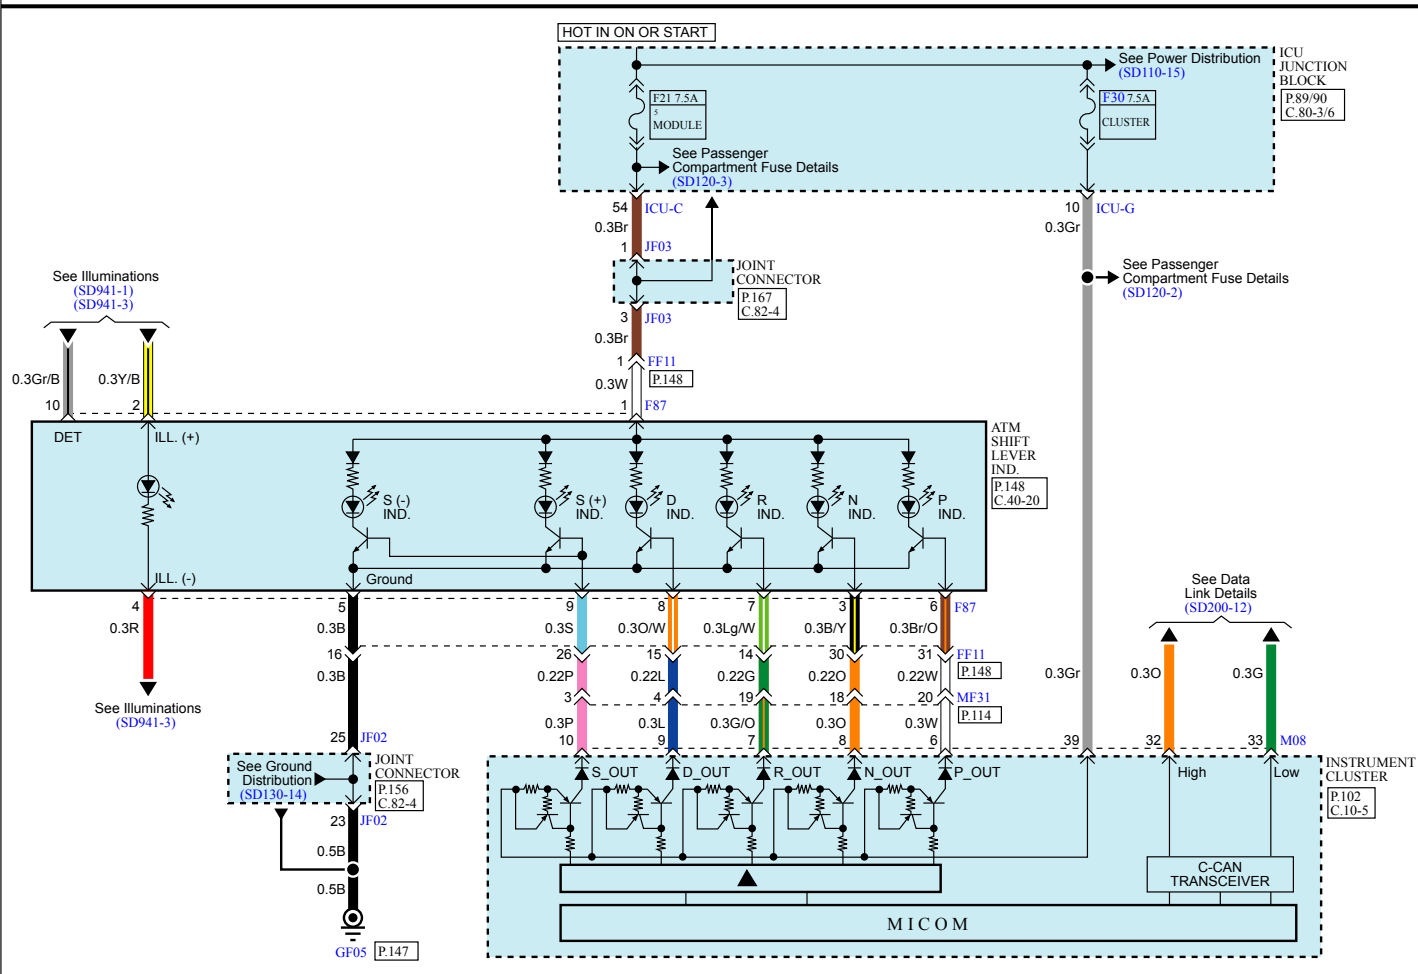 HOT IN ON OR START
See Power Distribution
(SD110-15)
ICU
JUNCTION
BLOCK
P.89/90
C.80-3/6
F21 7.5A
5
MODULE
F30 7.5A
CLUSTER
See Passenger
Compartment Fuse Details
(SD120-3)
54 ICU-C
0.3Br
1 JF03
10 ICU-G
0.3Gr
JOINT
CONNECTOR
P.167
C.82-4
See Passenger
Compartment Fuse Details
(SD120-2)
3 JF03
0.3Br
1 FF11
P.148
0.3W
1 F87
See Illuminations
(SD941-1)
(SD941-3)
0.3Gr/B
0.3Y/B
10
2
DET
ILL. (+)
ATM
SHIFT
LEVER
IND.
P.148
C.40-20
S (-)
IND.
S (+)
IND.
D
IND.
R
IND.
N
IND.
P
IND.
ILL. (-)
Ground
4
5
9
8
7
3
6
F87
0.3R
0.3B
0.3S
0.3O/W
0.3Lg/W
0.3B/Y
0.3Br/O
16
26
15
14
30
31
FF11
P.148
0.3B
0.22P
0.22L
0.22G
0.22O
0.22W
3
4
19
18
20
MF31
P.114
0.3P
0.3L
0.3G/O
0.3O
0.3W
10
9
7
8
6
See Illuminations
(SD941-3)
See Data
Link Details
(SD200-12)
0.3Gr
0.3O
0.3G
39
32
33 M08
25 JF02
See Ground
Distribution
(SD130-14)
JOINT
CONNECTOR
P.156
C.82-4
23 JF02
0.5B
0.5B
GF05
P.147
S_OUT
D_OUT
R_OUT
N_OUT
P_OUT
High
Low
INSTRUMENT
CLUSTER
P.102
C.10-5
C-CAN
TRANSCEIVER
MICOM